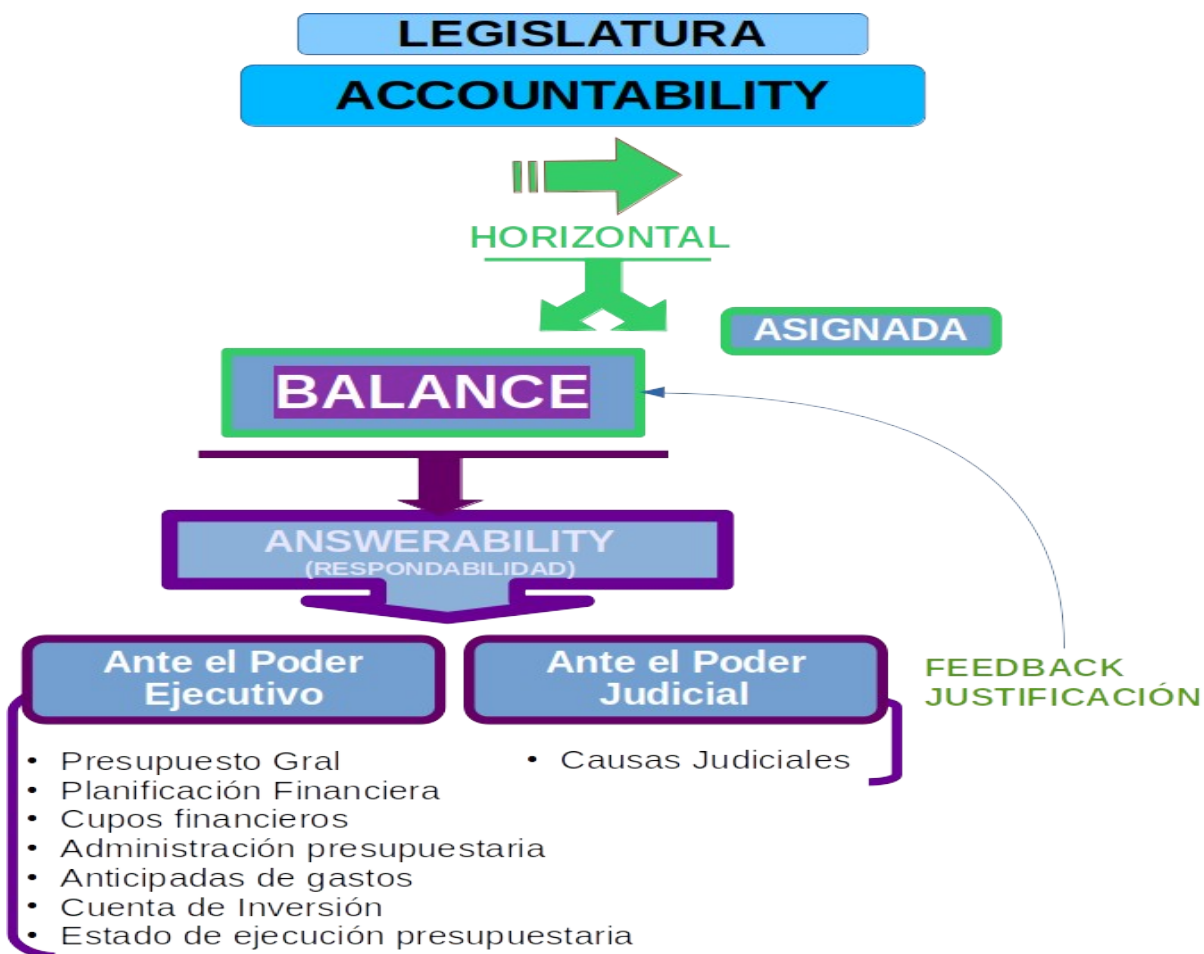 LEGISLATURA
ACCOUNTABILITY
HORIZONTAL
ASIGNADA
BALANCE
ANSWERABILITY
(RESPONDABILIDAD)
Ante el Poder
Ejecutivo
• Presupuesto Gral
• Planificación Financiera
• Cupos financieros
• Administración presupuestaria
• Anticipadas de gastos
• Cuenta de Inversión
• Estado de ejecución presupuestaria
Ante el Poder
Judicial
• Causas Judiciales
FEEDBACK
JUSTIFICACIÓN